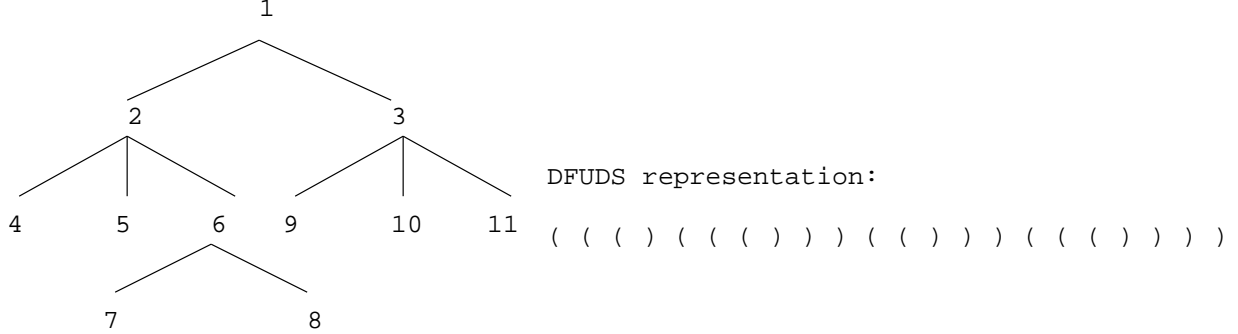 1
2 3
DFUDS representation:
4 5 6 9 10 11
( ( ( ) ( ( ( ) ) ) ( ( ) ) ) ( ( ( ) ) ) )
7 8